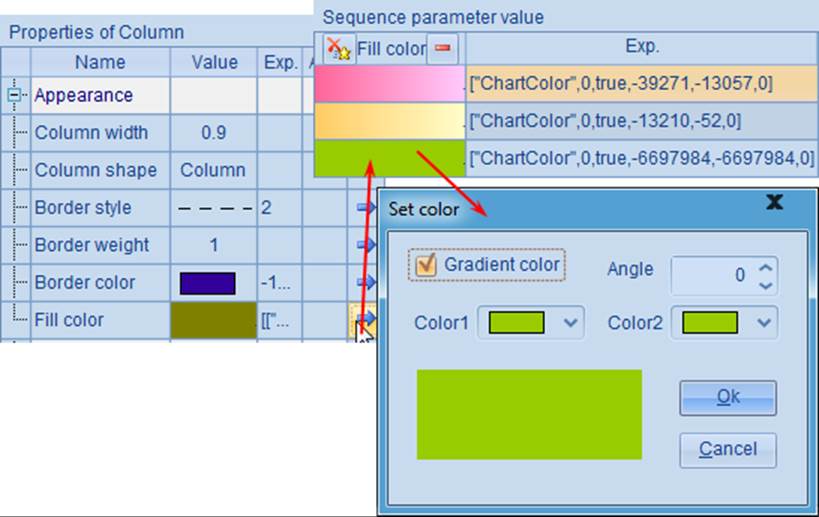 Properties of Column
Name Value Exp.
Appearance
Column width 0.9
Column shape Column
Border style 2
Border weight 1
Border color -1...
Fill color [["...
Sequence parameter value
Fill color Exp.
["ChartColor",0,true,-39271,-13057,0]
["ChartColor",0,true,-13210,-52,0]
["ChartColor",0,true,-6697984,-6697984,0]
Set color
Gradient color Angle 0
Color1 Color2
Ok
Cancel